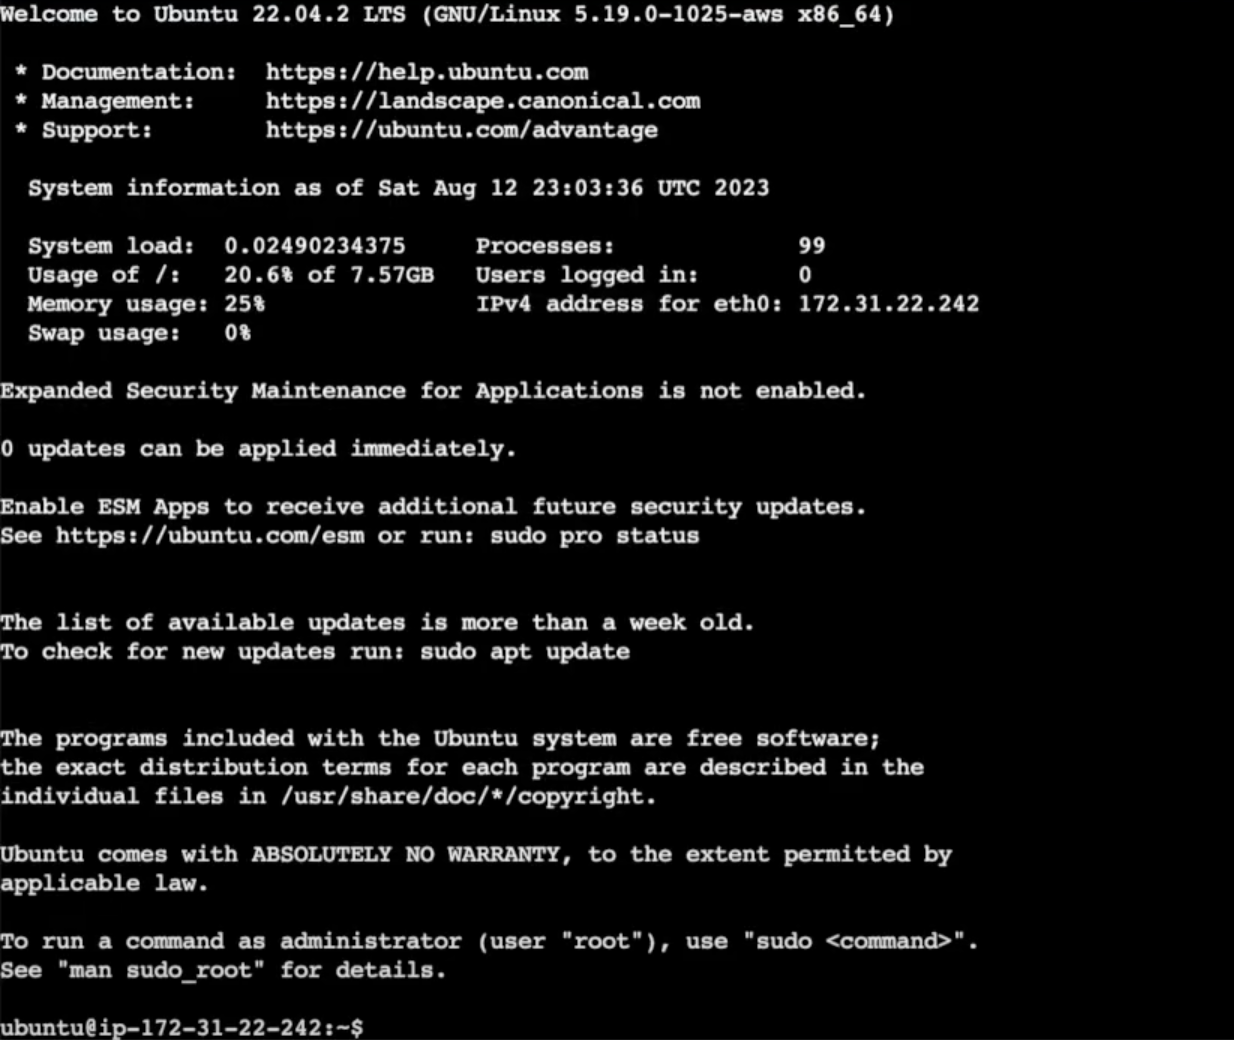 Welcome to Ubuntu 22.04.2 LTS (GNU/Linux 5.19.0-1025-aws x86_64)
* Documentation: https://help.ubuntu.com
* Management: https://landscape.canonical.com
* Support: https://ubuntu.com/advantage
System information as of Sat Aug 12 23:03:36 UTC 2023
System load: 0.02490234375 Processes: 99
Usage of /: 20.6% of 7.57GB Users logged in: 0
Memory usage: 25% IPv4 address for eth0: 172.31.22.242
Swap usage: 0%
Expanded Security Maintenance for Applications is not enabled.
0 updates can be applied immediately.
Enable ESM Apps to receive additional future security updates.
See https://ubuntu.com/esm or run: sudo pro status
The list of available updates is more than a week old.
To check for new updates run: sudo apt update
The programs included with the Ubuntu system are free software;
the exact distribution terms for each program are described in the
individual files in /usr/share/doc/*/copyright.
Ubuntu comes with ABSOLUTELY NO WARRANTY, to the extent permitted by
applicable law.
To run a command as administrator (user "root"), use "sudo <command>".
See "man sudo_root" for details.
ubuntu@ip-172-31-22-242:~$